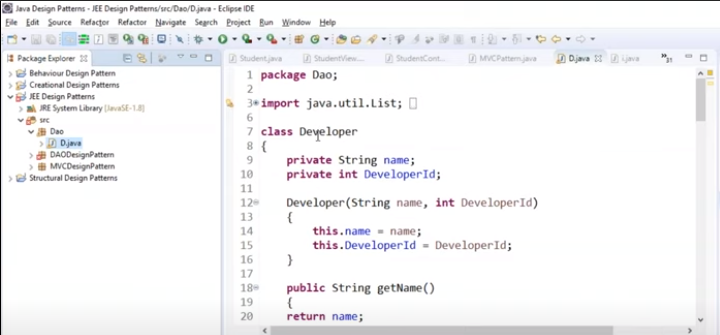 Java Design Patterns - JEE Design Patterns/src/Dao/D.java - Eclipse IDE
File Edit Source Refactor Refactor Navigate Search Project Run Window Help
Package Explorer
Behaviour Design Pattern
Creational Design Patterns
JEE Design Patterns
JRE System Library [JavaSE-1.8]
src
Dao
D.java
DAODesignPattern
MVCDesignPattern
Structural Design Patterns
Student.java StudentView.... StudentCont... MVCPattern.java D.java I.java 31
1 package Dao;
2
3 import java.util.List;
6
7 class Developer
8 {
9 private String name;
10 private int DeveloperId;
11
12 Developer(String name, int DeveloperId)
13 {
14 this.name = name;
15 this.DeveloperId = DeveloperId;
16 }
17
18 public String getName()
19 {
20 return name;